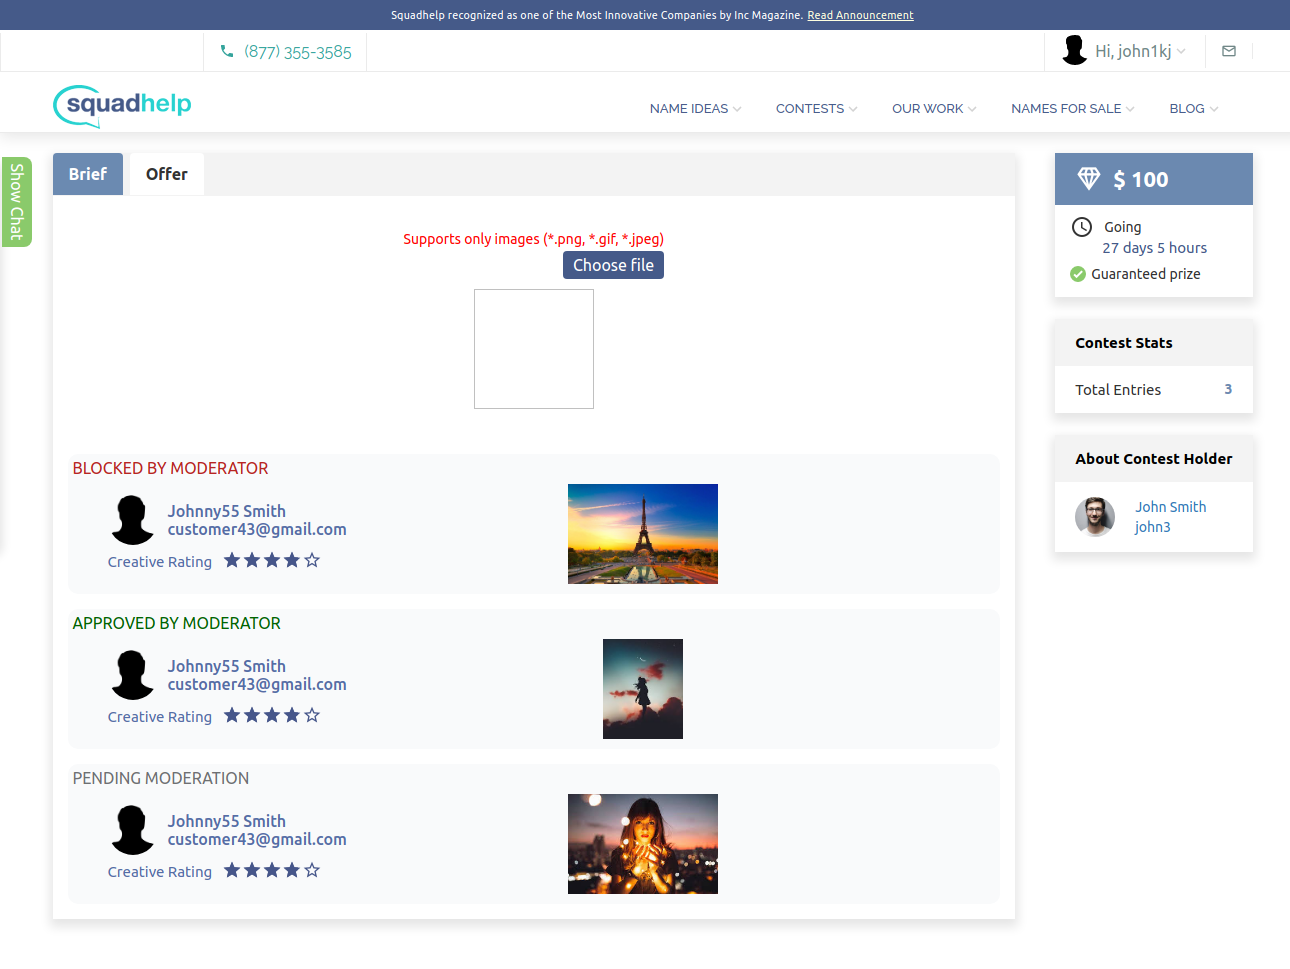 Squadhelp recognized as one of the Most Innovative Companies by Inc Magazine. Read Announcement
(877) 355-3585
Hi, john1kj
squadhelp
NAME IDEAS
CONTESTS
OUR WORK
NAMES FOR SALE
BLOG
Show Chat
Brief
Offer
Supports only images (*.png, *.gif, *.jpeg)
Choose file
BLOCKED BY MODERATOR
Johnny55 Smith
customer43@gmail.com
Creative Rating
APPROVED BY MODERATOR
Johnny55 Smith
customer43@gmail.com
Creative Rating
PENDING MODERATION
Johnny55 Smith
customer43@gmail.com
Creative Rating
$ 100
Going
27 days 5 hours
Guaranteed prize
Contest Stats
Total Entries 3
About Contest Holder
John Smith
john3